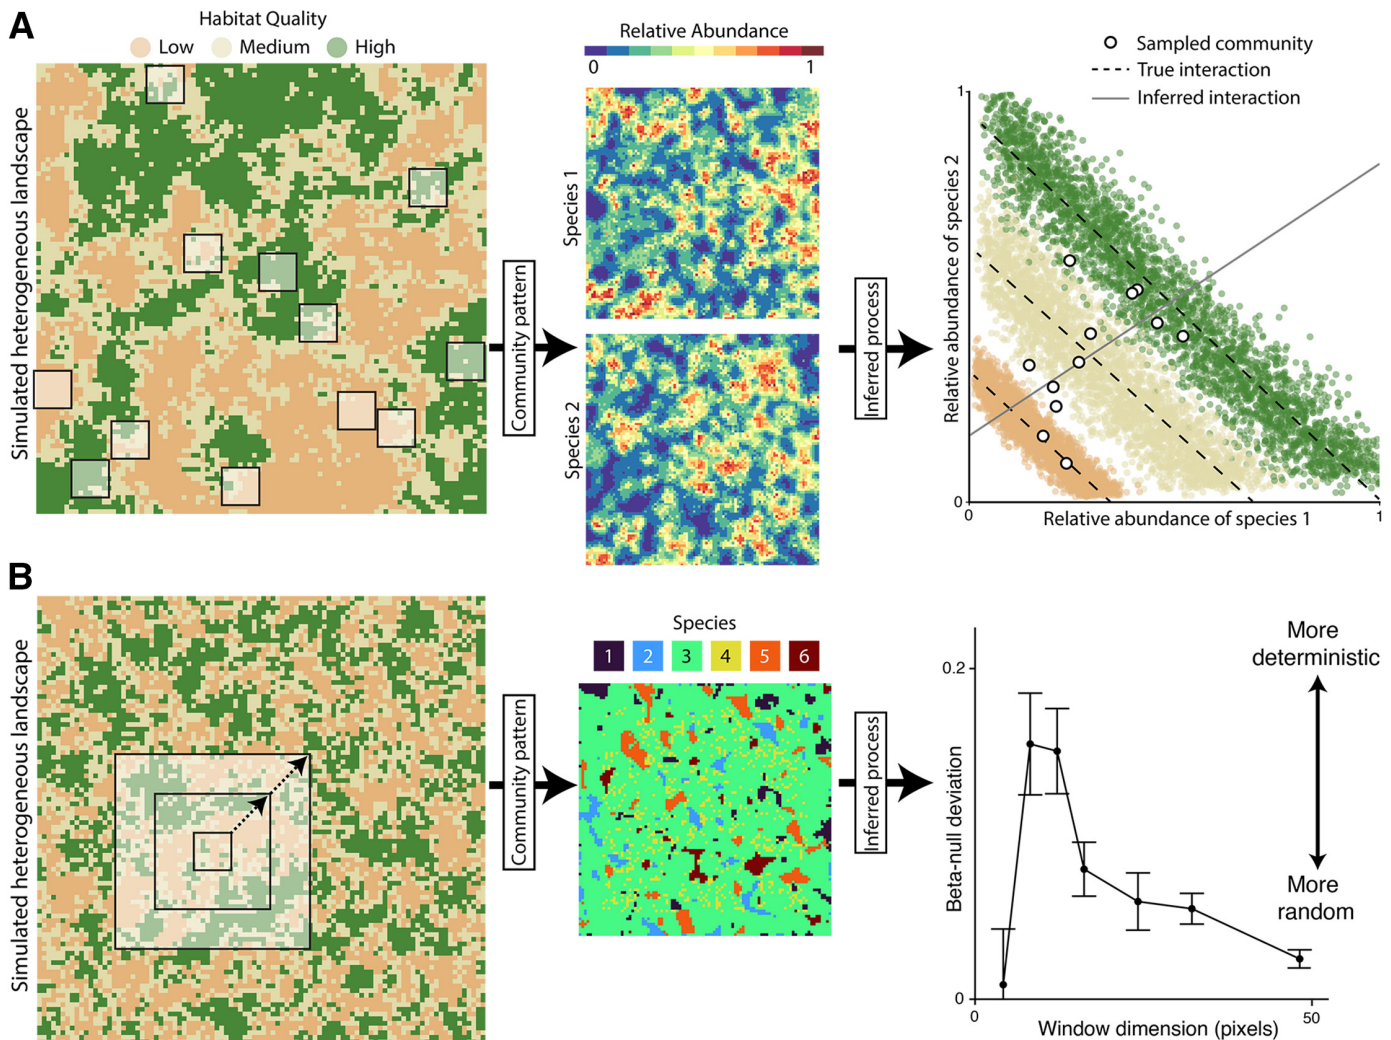 A
Habitat Quality
Low Medium High
Simulated heterogeneous landscape
Community pattern
Relative Abundance
0 1
Species 1
Species 2
Inferred process
Sampled community
True interaction
Inferred interaction
1
Relative abundance of species 2
0
0 Relative abundance of species 1 1
B
Simulated heterogeneous landscape
Community pattern
Species
1 2 3 4 5 6
Inferred process
0.2
Beta-null deviation
0
0 50
Window dimension (pixels)
More
deterministic
More
random